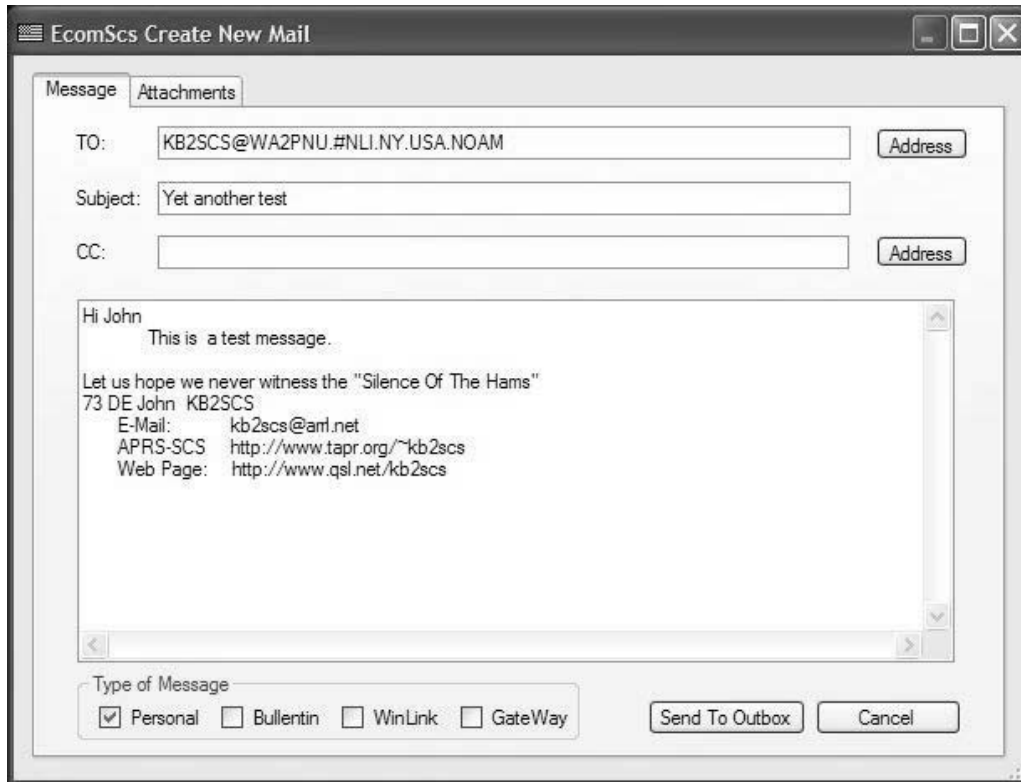 EcomScs Create New Mail
Message Attachments
TO: KB2SCS@WA2PNU.#NLI.NY.USA.NOAM Address
Subject: Yet another test
CC: Address
Hi John
This is a test message.
Let us hope we never witness the "Silence Of The Hams"
73 DE John KB2SCS
E-Mail: kb2scs@arrl.net
APRS-SCS http://www.tapr.org/~kb2scs
Web Page: http://www.qsl.net/kb2scs
Type of Message
Personal Bullentin WinLink GateWay Send To Outbox Cancel